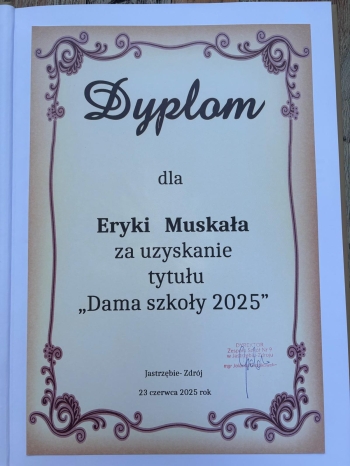 Dyplom
dla
Eryki Muskała
za uzyskanie
tytułu
„Dama szkoły 2025”
Jastrzębie- Zdrój
23 czerwca 2025 rok